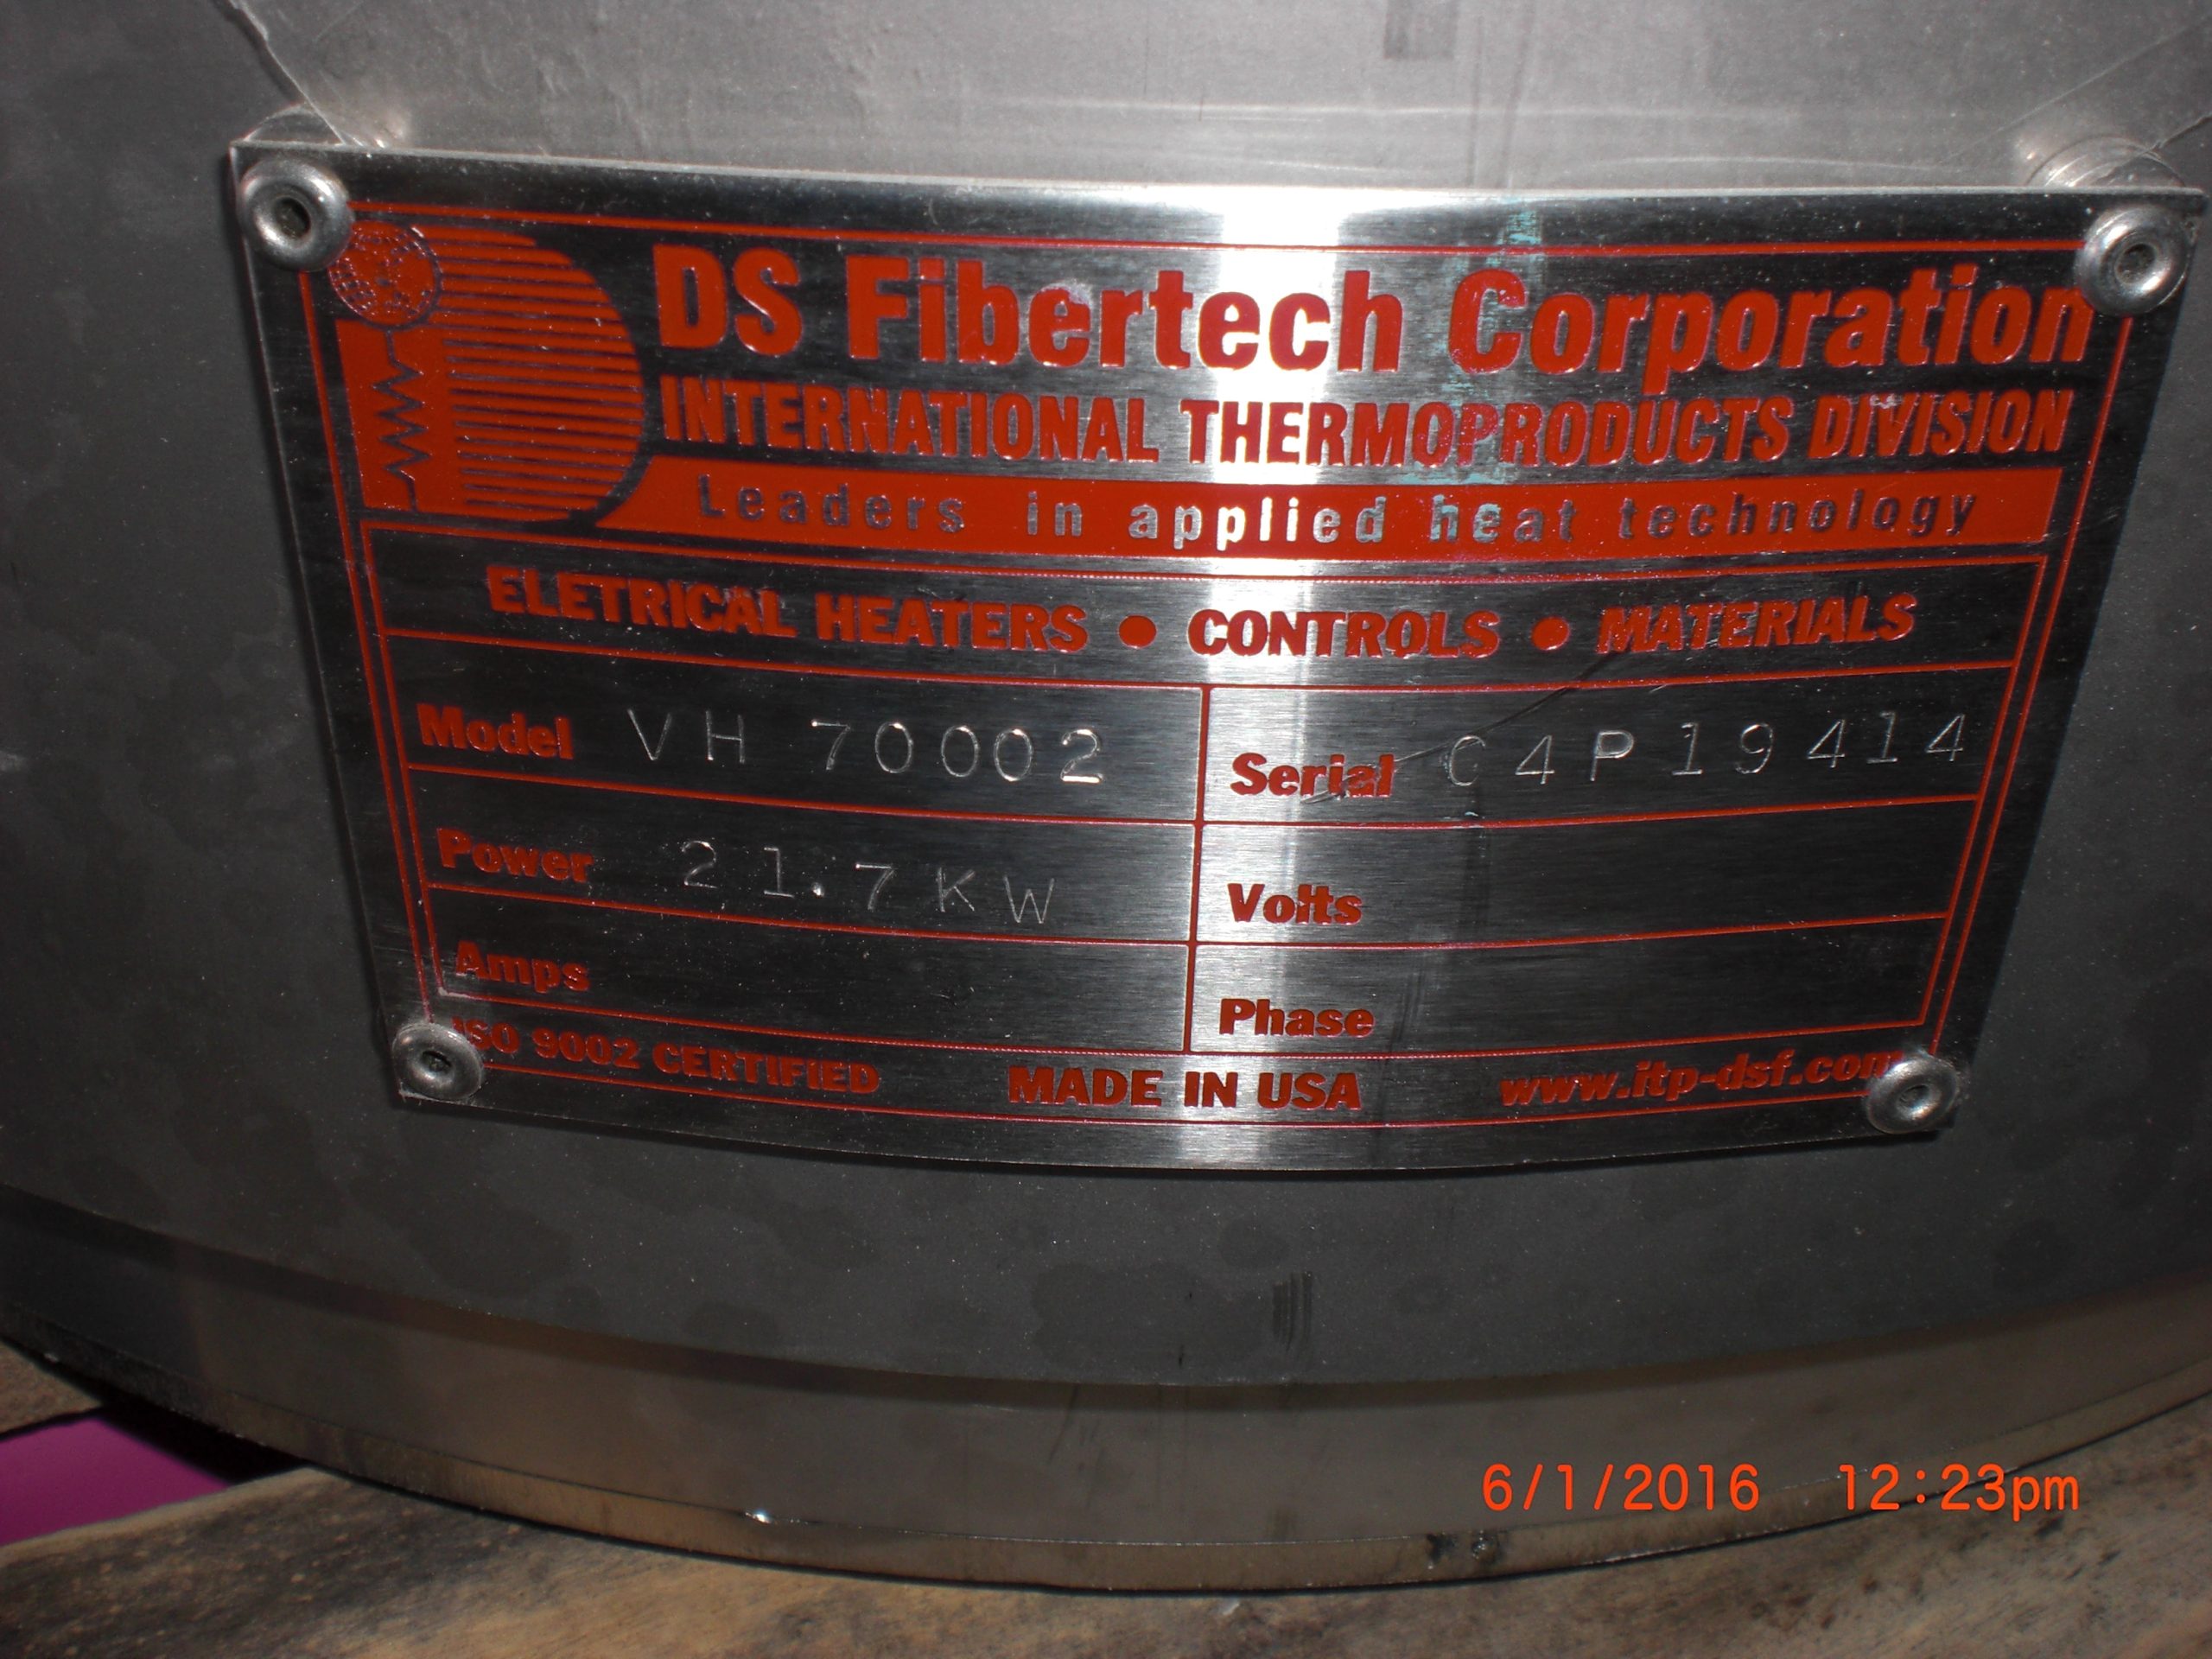 DS Fibertech Corporation
INTERNATIONAL THERMOPRODUCTS DIVISION
Leaders in applied heat technology
ELETRICAL HEATERS • CONTROLS • MATERIALS
Model VH 70002 Serial C4P19414
Power 21.7KW Volts
Amps Phase
ISO 9002 CERTIFIED MADE IN USA www.itp-dsf.com
6/1/2016 12:23pm